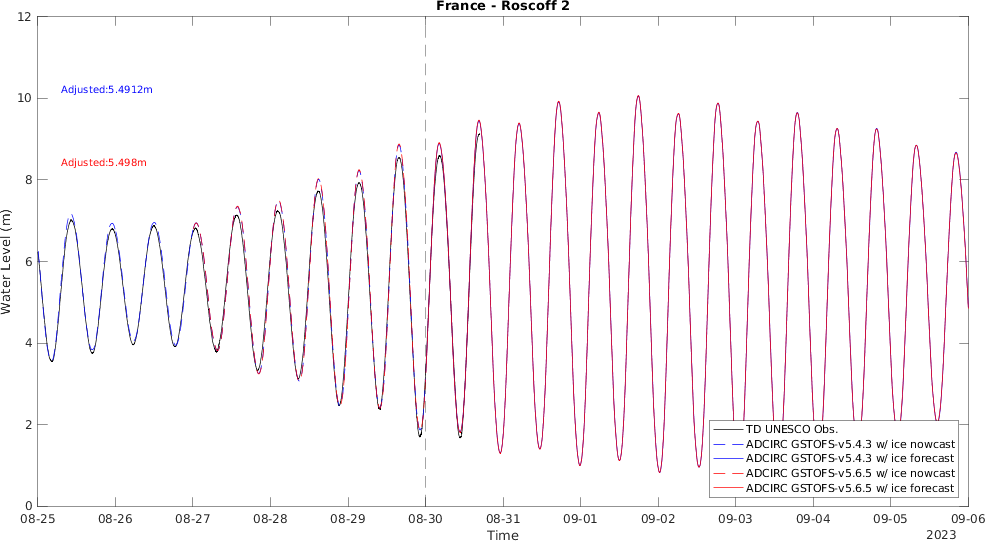 France - Roscoff 2
12
10
8
6
4
2
0
Water Level (m)
Adjusted:5.4912m
Adjusted:5.498m
TD UNESCO Obs.
ADCIRC GSTOFS-v5.4.3 w/ ice nowcast
ADCIRC GSTOFS-v5.4.3 w/ ice forecast
ADCIRC GSTOFS-v5.6.5 w/ ice nowcast
ADCIRC GSTOFS-v5.6.5 w/ ice forecast
08-25 08-26 08-27 08-28 08-29 08-30 08-31 09-01 09-02 09-03 09-04 09-05 09-06
Time
2023